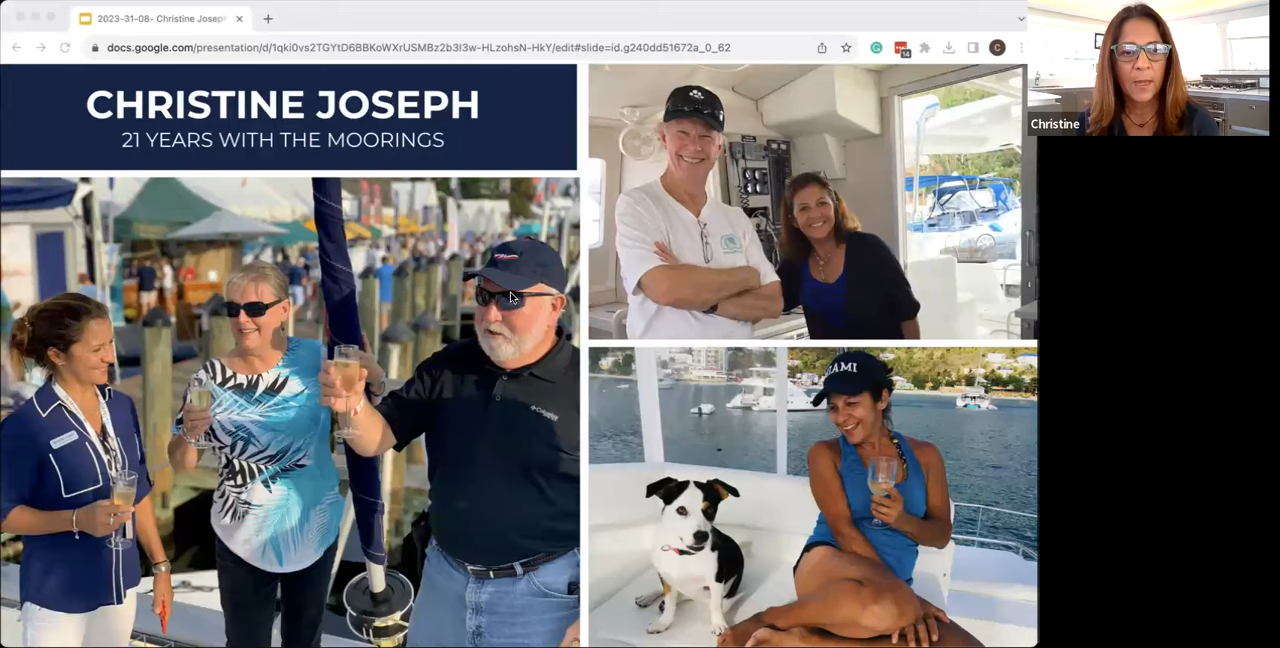 2023-31-08- Christine Joseph
docs.google.com/presentation/d/1qki0vs2TGYtD6BBKoWXrUSMBz2b3I3w-HLzohsN-HkY/edit#slide=id.g240dd51672a_0_62
14
C
CHRISTINE JOSEPH
21 YEARS WITH THE MOORINGS
Christine
Columbia